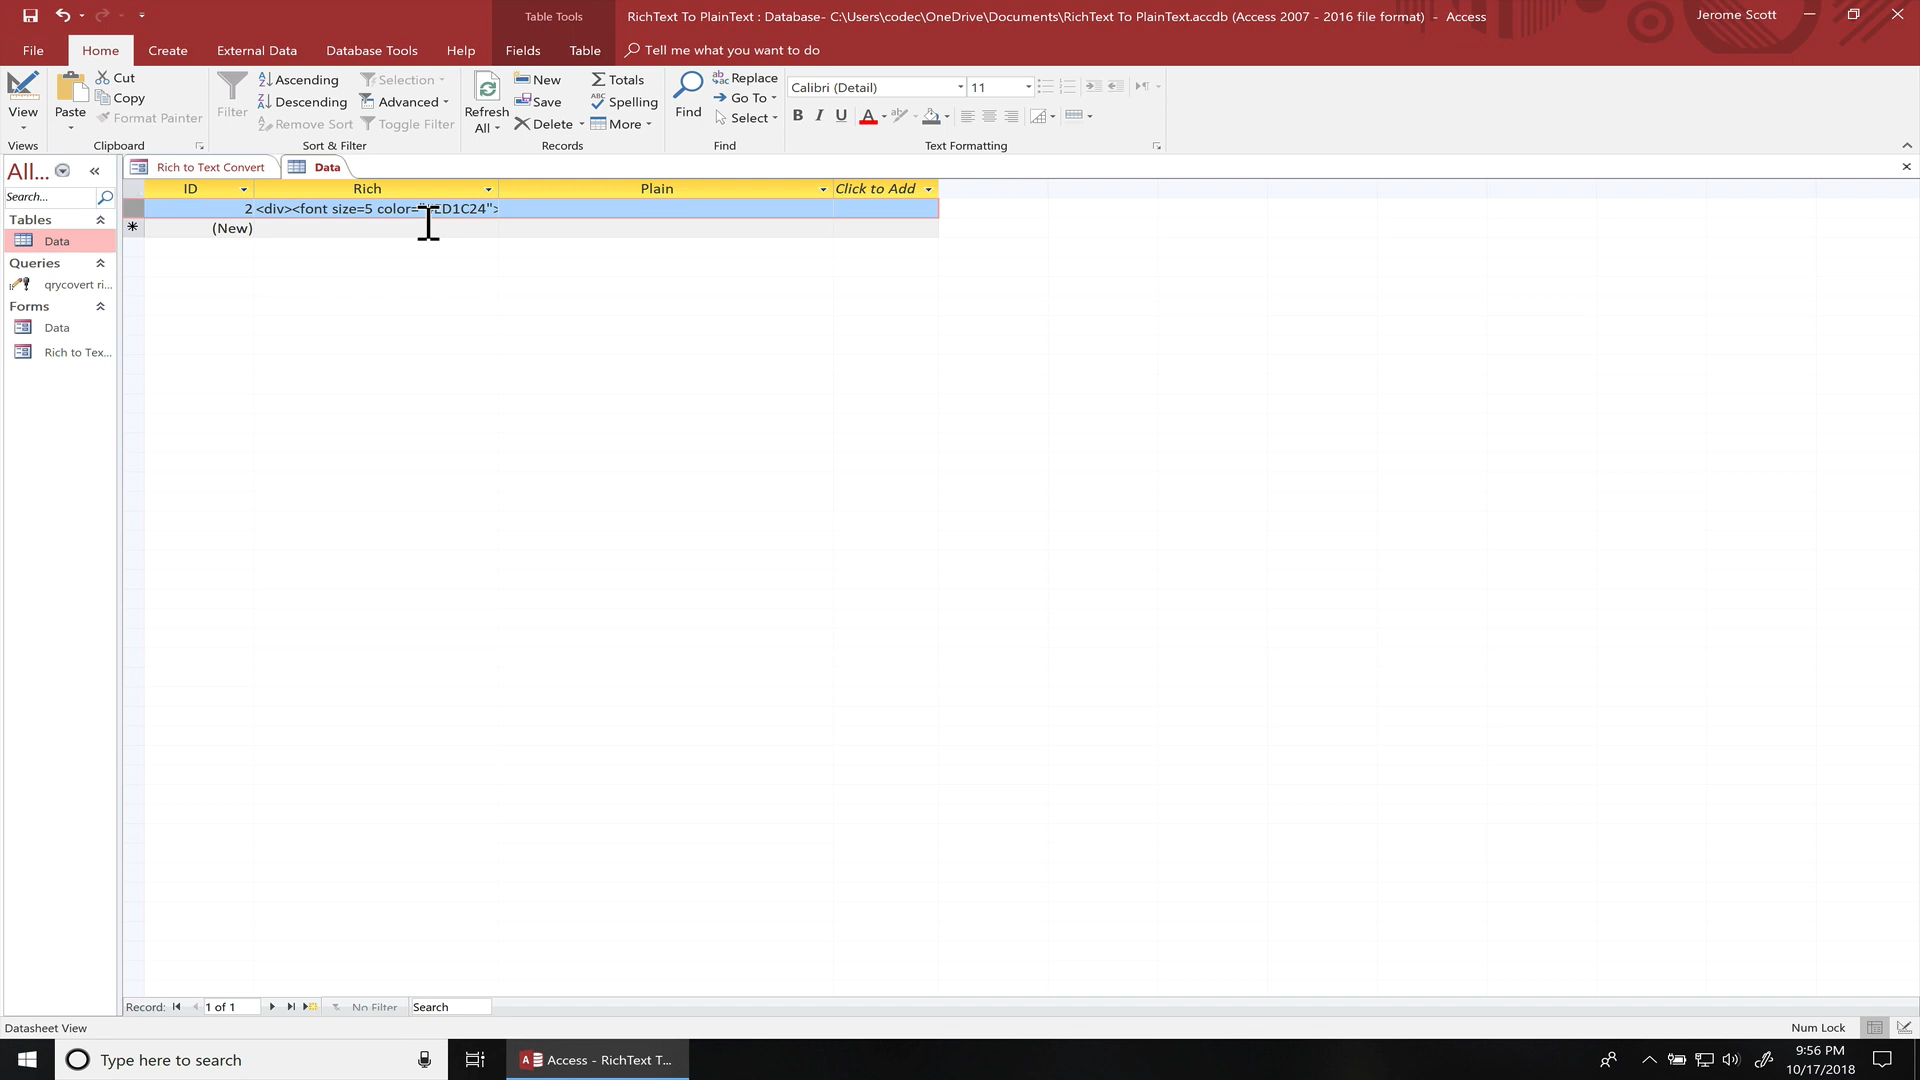 Table Tools
RichText To PlainText : Database- C:\Users\codec\OneDrive\Documents\RichText To PlainText.accdb (Access 2007 - 2016 file format) - Access
Jerome Scott
File
Home
Create
External Data
Database Tools
Help
Fields
Table
Tell me what you want to do
View
Views
Paste
Cut
Copy
Format Painter
Clipboard
Filter
Ascending
Descending
Remove Sort
Selection
Advanced
Toggle Filter
Sort & Filter
Refresh
All
New
Save
Delete
Totals
Spelling
More
Records
Find
Replace
Go To
Select
Find
Calibri (Detail)
11
B I U A
Text Formatting
All...
Search...
Tables
Data
Queries
qrycovert ri...
Forms
Data
Rich to Tex...
Rich to Text Convert
Data
ID
Rich
Plain
Click to Add
2 <div><font size=5 color="#ED1C24">
(New)
Record:
1 of 1
No Filter
Search
Datasheet View
Num Lock
Type here to search
Access - RichText T...
9:56 PM
10/17/2018